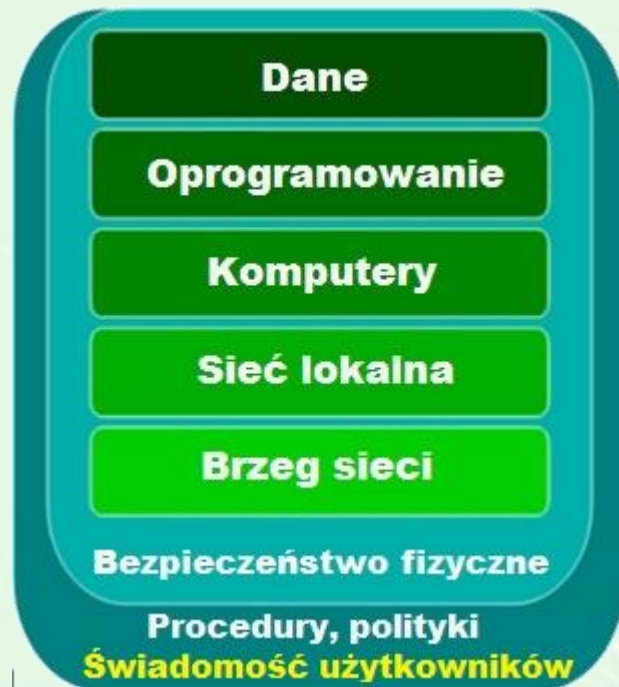 Dane
Oprogramowanie
Komputery
Sieć lokalna
Brzeg sieci
Bezpieczeństwo fizyczne
Procedury, polityki
Świadomość użytkowników